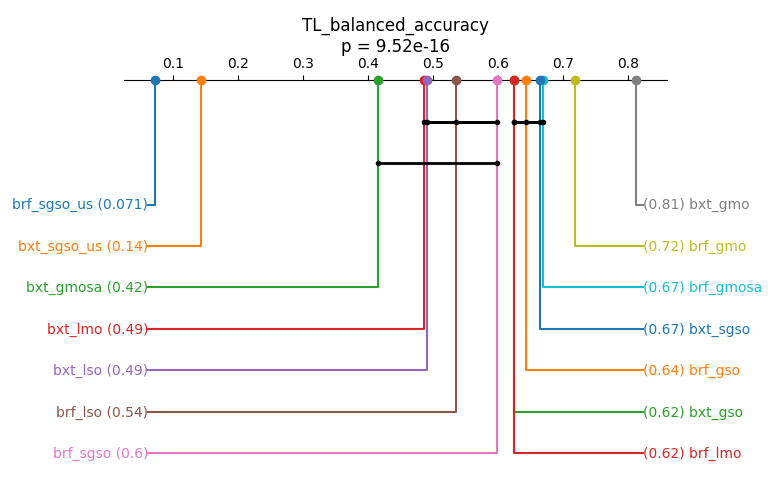 TL_balanced_accuracy
p = 9.52e-16
0.1 0.2 0.3 0.4 0.5 0.6 0.7 0.8
brf_sgso_us (0.071) (0.81) bxt_gmo
bxt_sgso_us (0.14) (0.72) brf_gmo
bxt_gmosa (0.42) (0.67) brf_gmosa
bxt_lmo (0.49) (0.67) bxt_sgso
bxt_lso (0.49) (0.64) brf_gso
brf_lso (0.54) (0.62) bxt_gso
brf_sgso (0.6) (0.62) brf_lmo